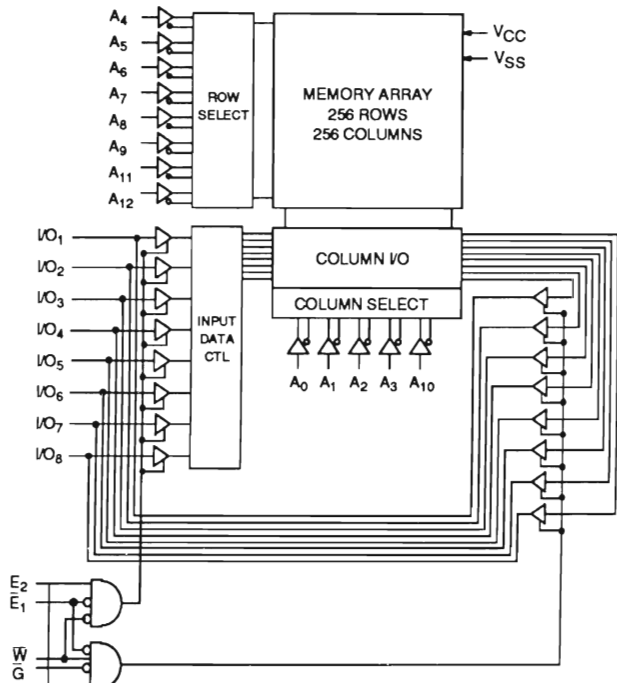 A4
A5
A6
A7
A8
A9
A11
A12
ROW
SELECT
MEMORY ARRAY
256 ROWS
256 COLUMNS
VCC
VSS
I/O1
I/O2
I/O3
I/O4
I/O5
I/O6
I/O7
I/O8
INPUT
DATA
CTL
COLUMN I/O
COLUMN SELECT
A0 A1 A2 A3 A10
E2
E̅1
W̅
G̅